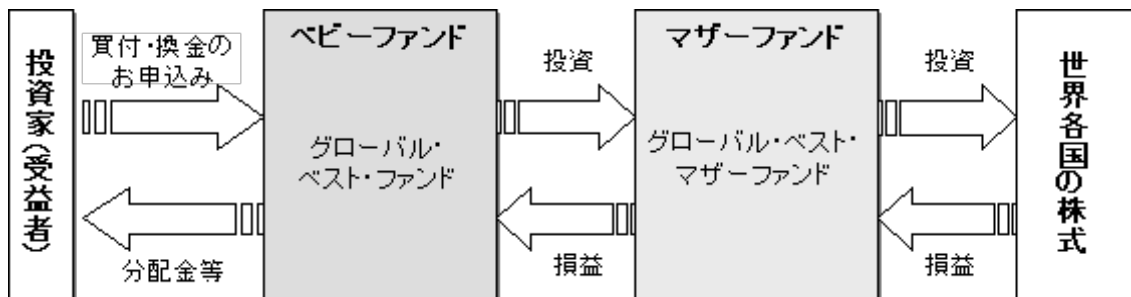 投資家(受益者)
買付・換金の
お申込み
分配金等
ベビーファンド
グローバル・
ベスト・ファンド
投資
損益
マザーファンド
グローバル・ベスト・
マザーファンド
投資
損益
世界各国の株式